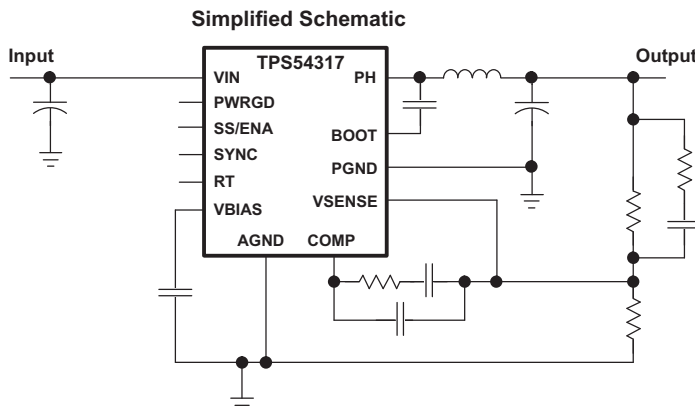 Simplified Schematic
Input
Output
TPS54317
VIN
PH
PWRGD
SS/ENA
BOOT
SYNC
PGND
RT
VSENSE
VBIAS
AGND
COMP